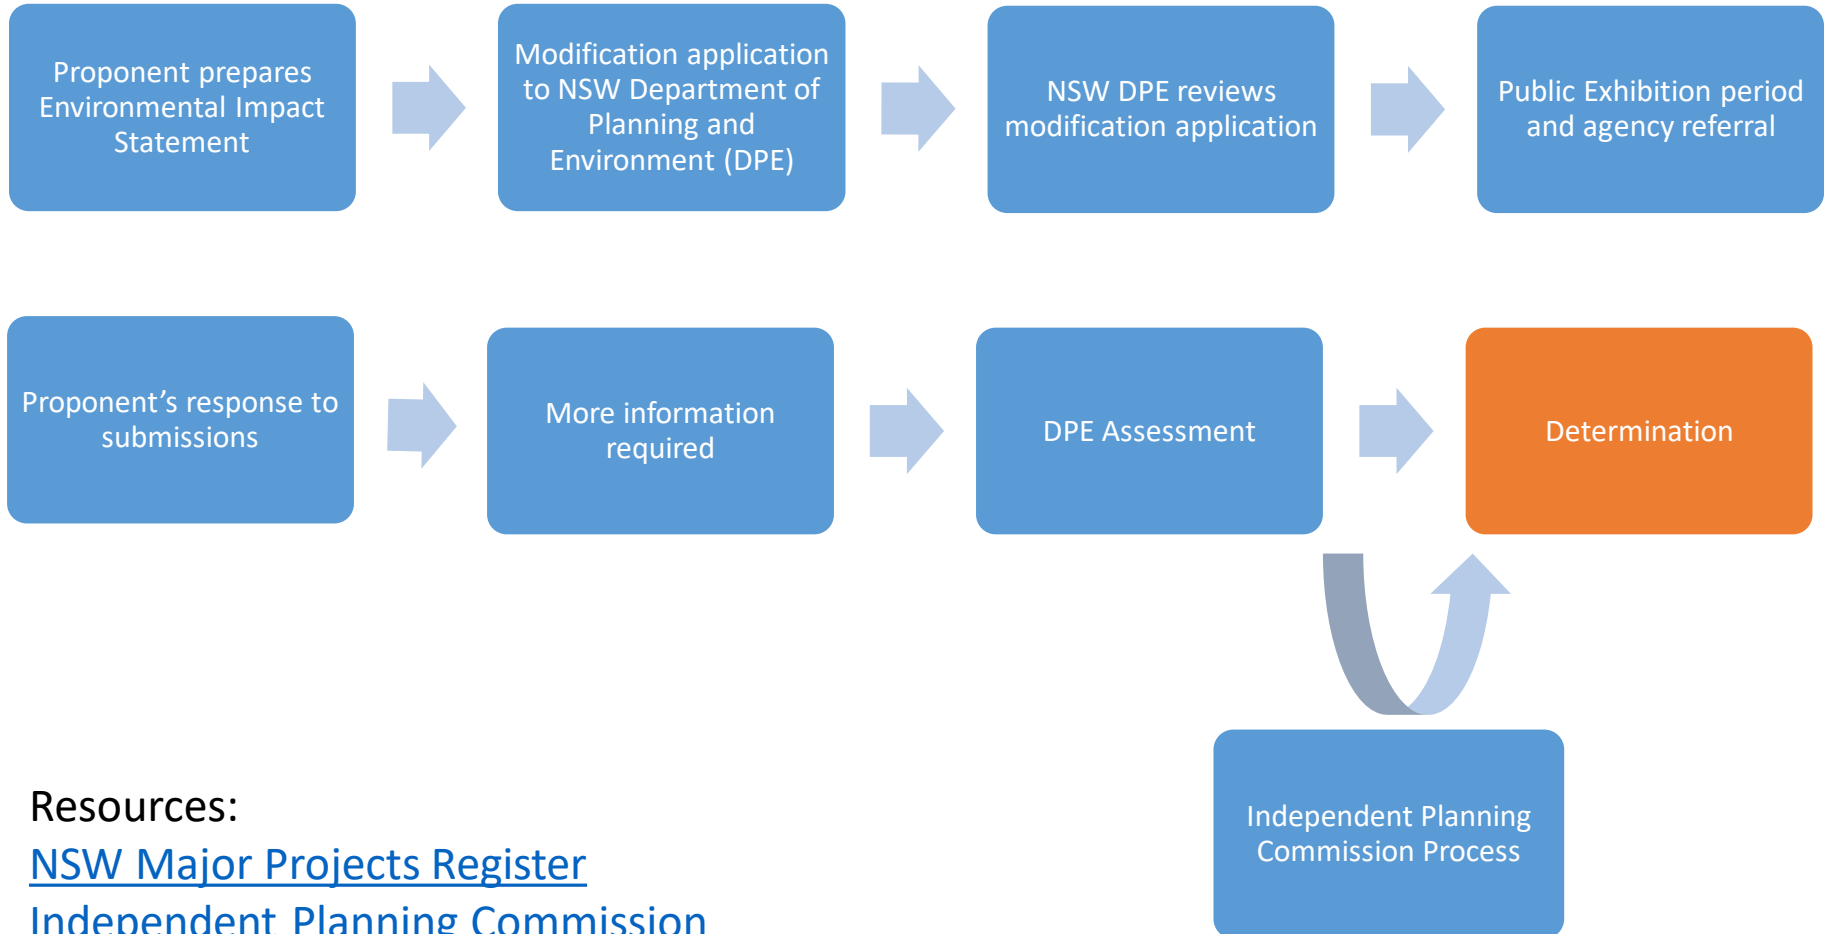 Proponent prepares
Environmental Impact
Statement
Modification application
to NSW Department of
Planning and
Environment (DPE)
NSW DPE reviews
modification application
Public Exhibition period
and agency referral
Proponent’s response to
submissions
More information
required
DPE Assessment
Determination
Independent Planning
Commission Process
Resources:
NSW Major Projects Register
Independent Planning Commission